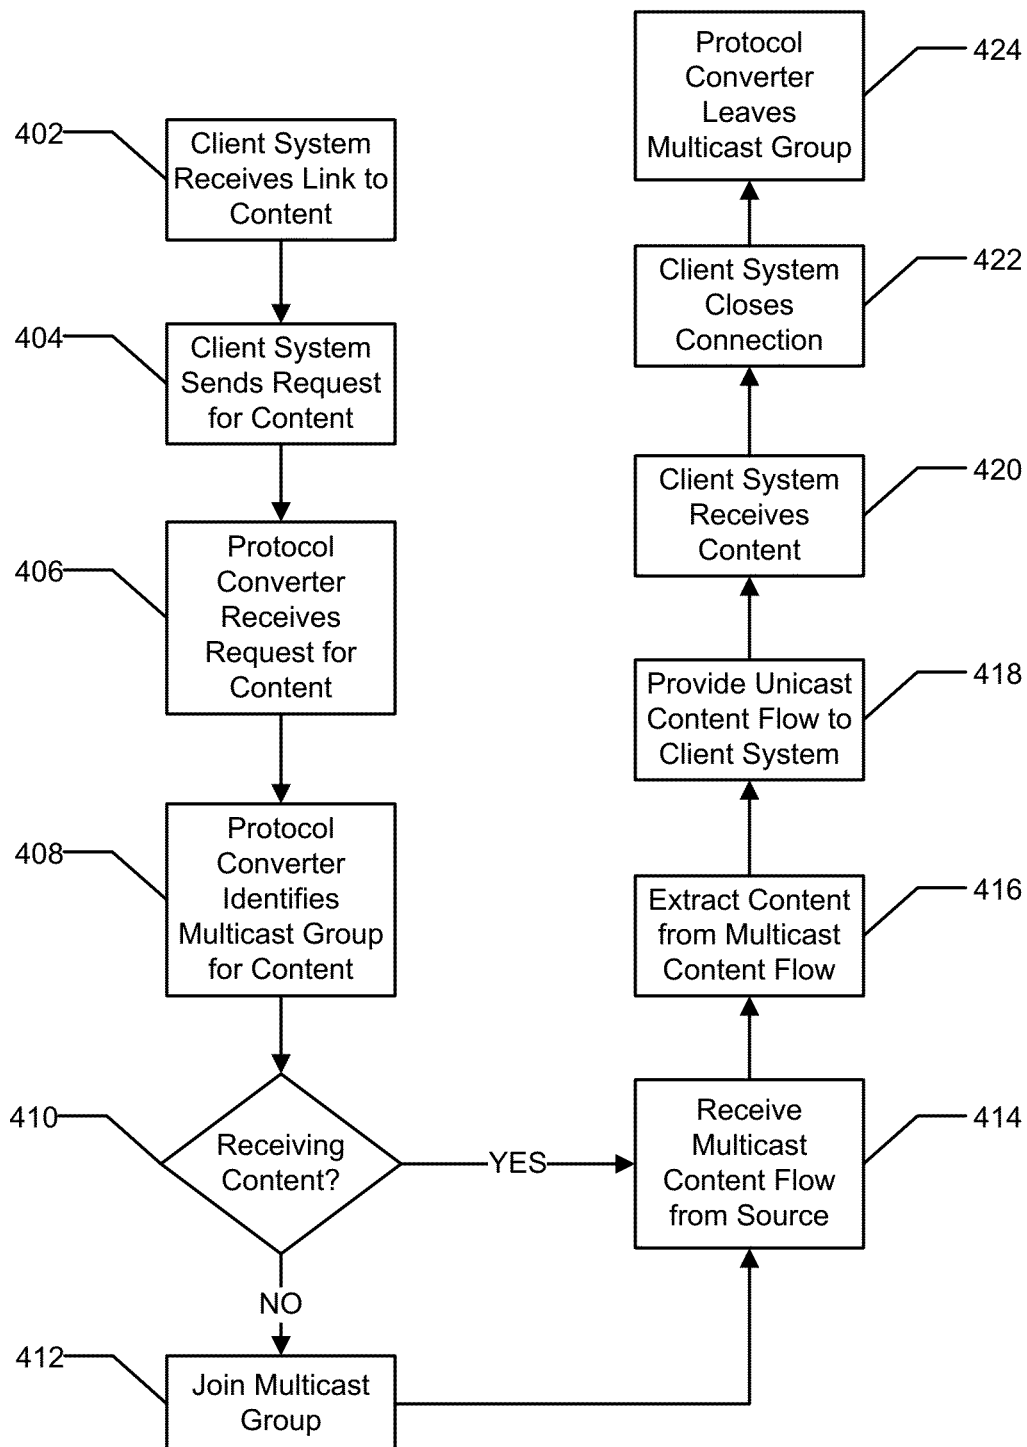 402
Client System
Receives Link to
Content
404
Client System
Sends Request
for Content
406
Protocol
Converter
Receives
Request for
Content
408
Protocol
Converter
Identifies
Multicast Group
for Content
410
Receiving
Content?
YES
NO
412
Join Multicast
Group
Receive
Multicast
Content Flow
from Source
414
Extract Content
from Multicast
Content Flow
416
Provide Unicast
Content Flow to
Client System
418
Client System
Receives
Content
420
Client System
Closes
Connection
422
Protocol
Converter
Leaves
Multicast Group
424